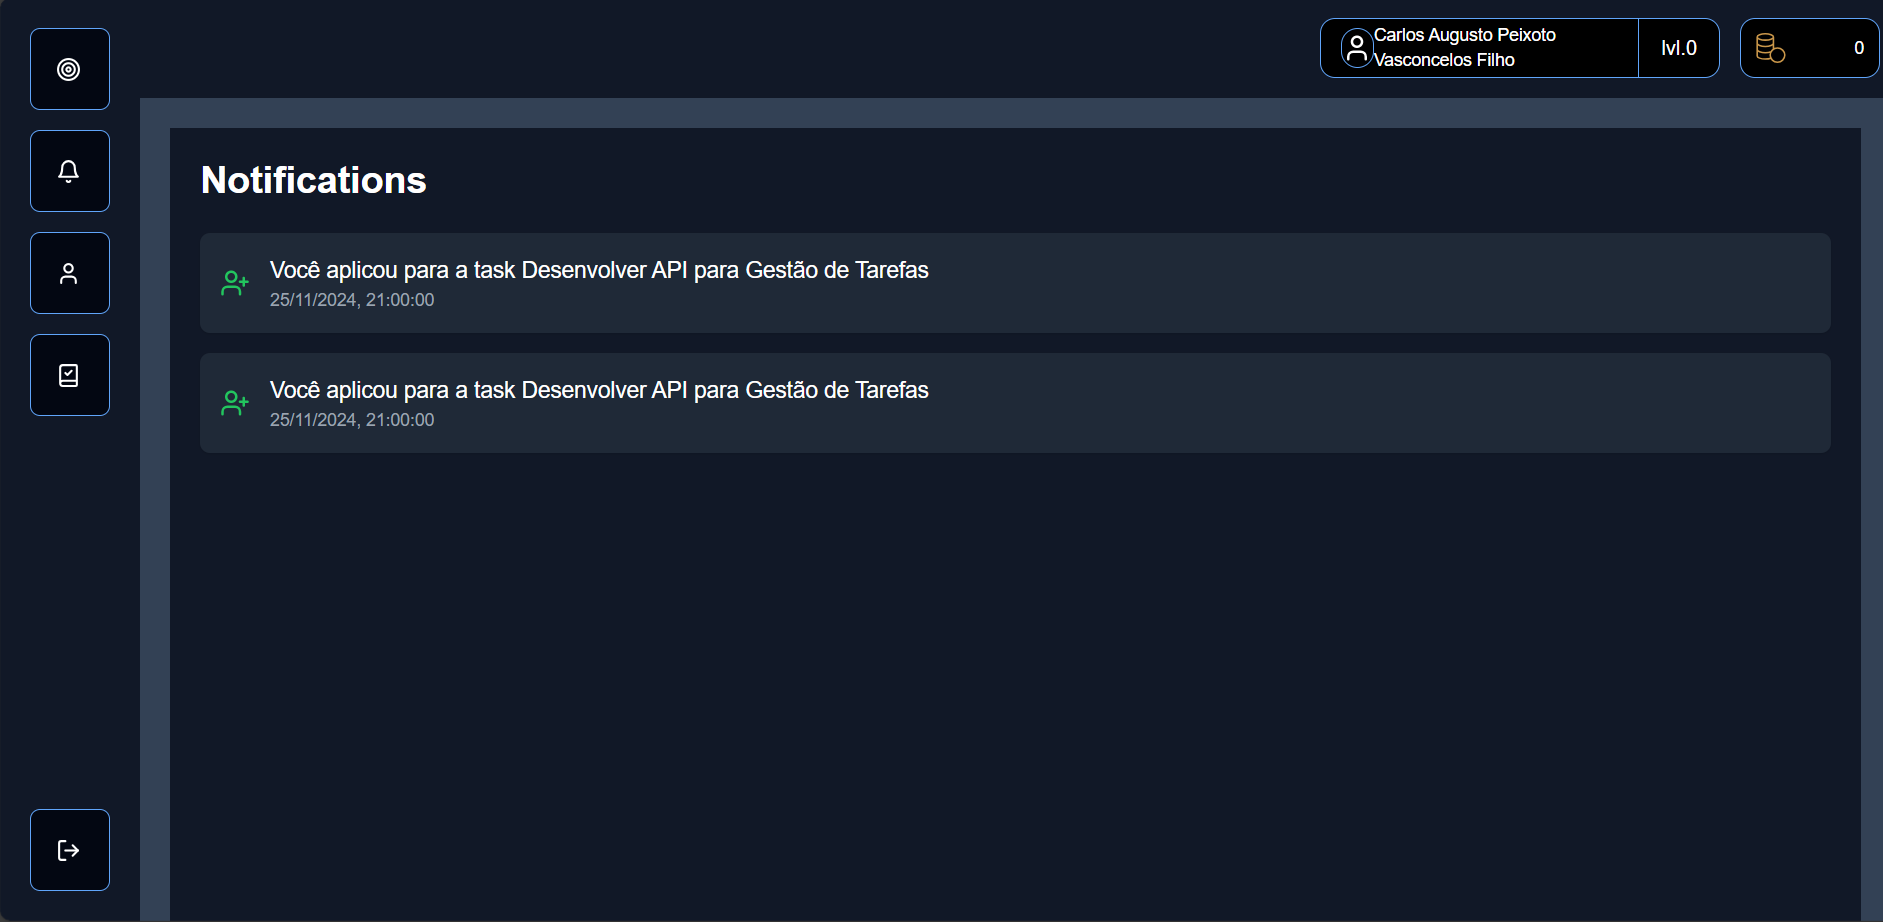 Carlos Augusto Peixoto
Vasconcelos Filho
lvl.0
0
Notifications
Você aplicou para a task Desenvolver API para Gestão de Tarefas
25/11/2024, 21:00:00
Você aplicou para a task Desenvolver API para Gestão de Tarefas
25/11/2024, 21:00:00